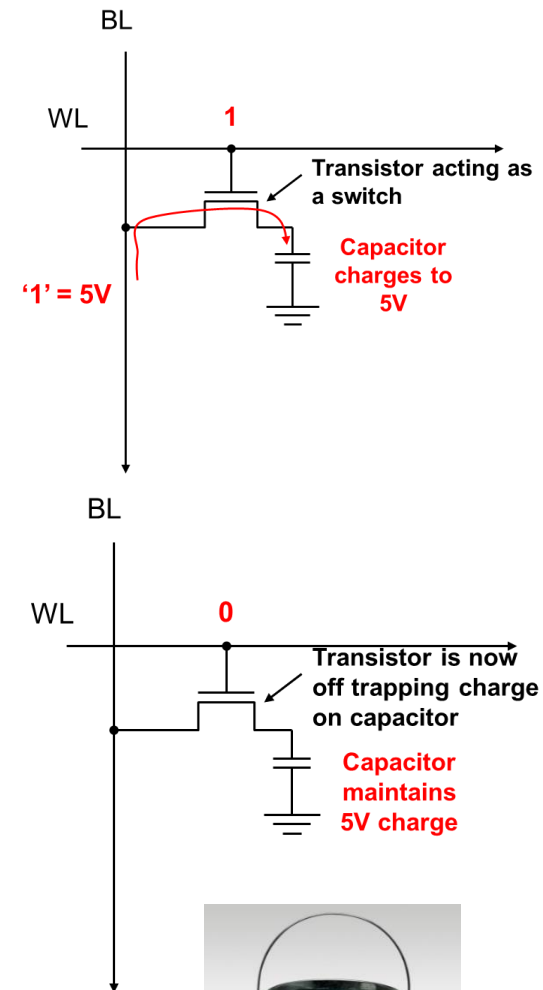 BL
WL
1
Transistor acting as
a switch
Capacitor
charges to
5V
‘1’ = 5V
BL
WL
0
Transistor is now
off trapping charge
on capacitor
Capacitor
maintains
5V charge